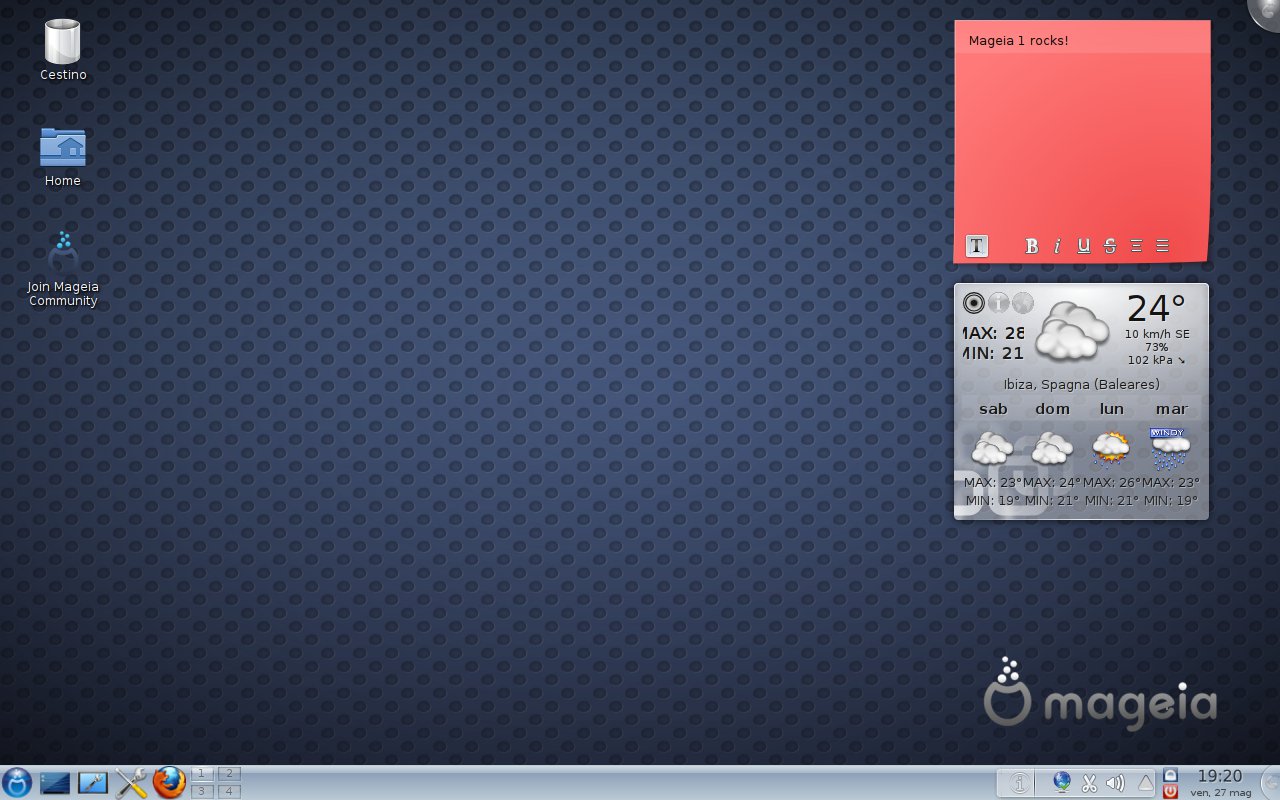 Cestino
Home
Join Mageia
Community
Mageia 1 rocks!
T B i U S
MAX: 28
MIN: 21
24°
10 km/h SE
73%
102 kPa ➘
Ibiza, Spagna (Baleares)
sab dom lun mar
WINDY
MAX: 23° MAX: 24° MAX: 26° MAX: 23°
MIN: 19° MIN: 21° MIN: 21° MIN: 19°
mageia
1 2
3 4
19:20
ven, 27 mag